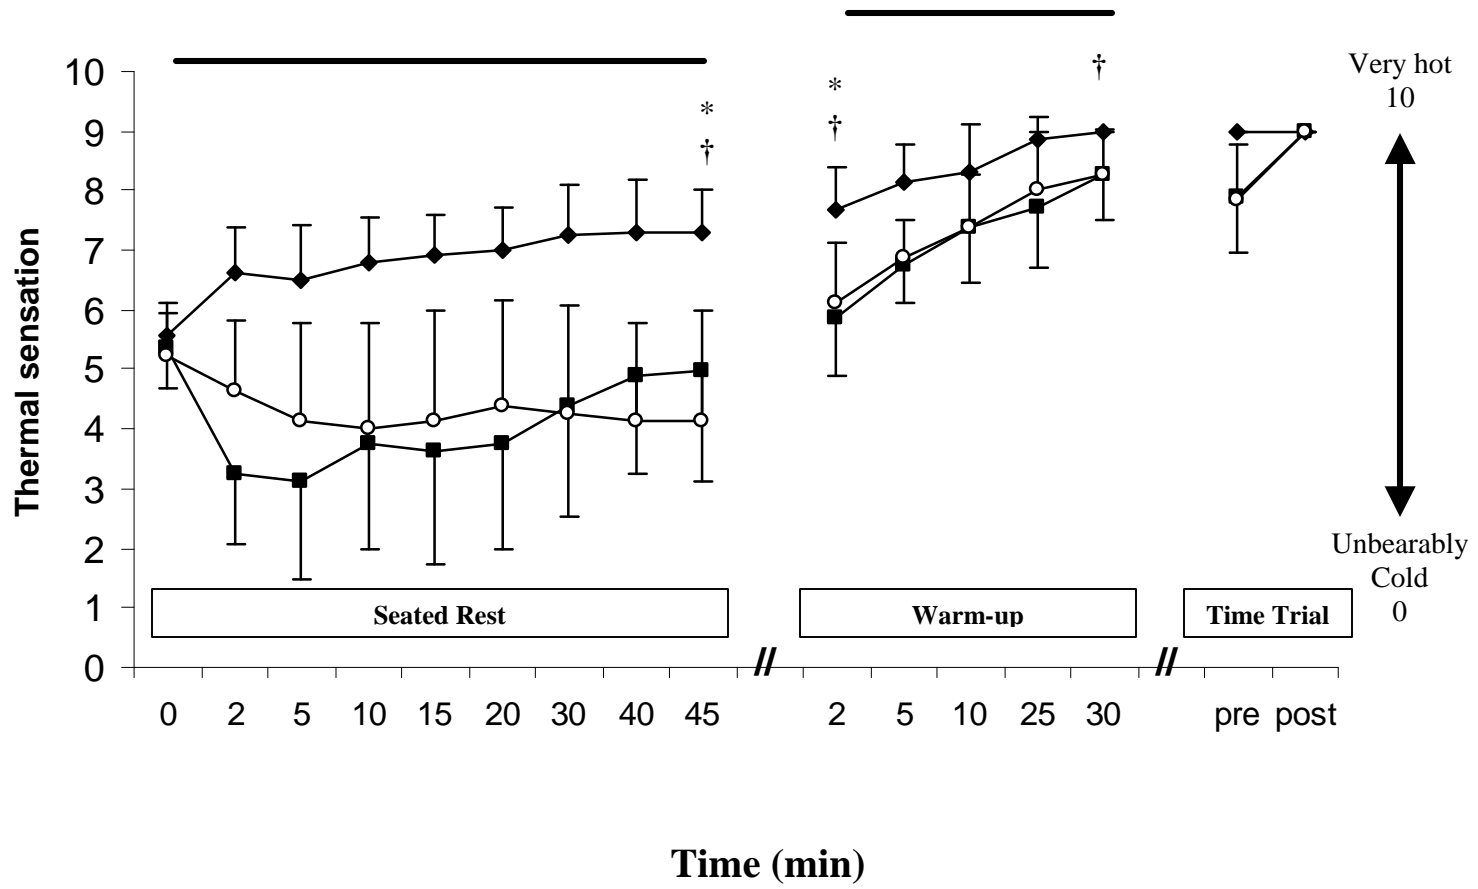 *
†
*
†
†
10
9
8
7
6
5
4
3
2
1
0
Thermal sensation
Very hot
10
Unbearably
Cold
0
Seated Rest
Warm-up
Time Trial
0 2 5 10 15 20 30 40 45 // 2 5 10 25 30 // pre post
Time (min)